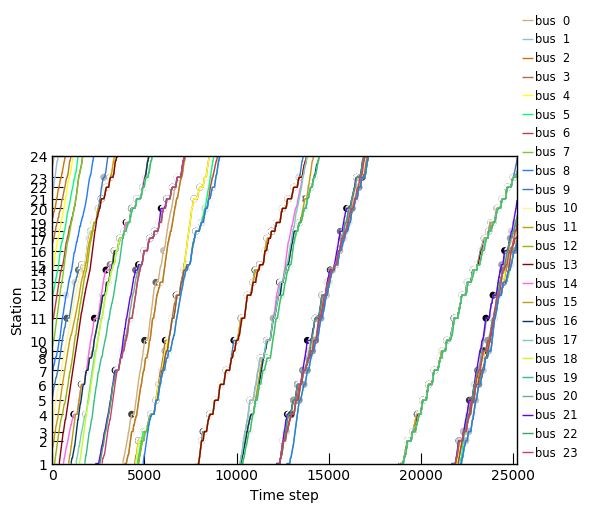 bus 0
bus 1
bus 2
bus 3
bus 4
bus 5
bus 6
bus 7
bus 8
bus 9
bus 10
bus 11
bus 12
bus 13
bus 14
bus 15
bus 16
bus 17
bus 18
bus 19
bus 20
bus 21
bus 22
bus 23
24
23
22
21
20
19
18
17
16
15
14
13
12
11
10
9
8
7
6
5
4
3
2
1
0
5000
10000
15000
20000
25000
Station
Time step